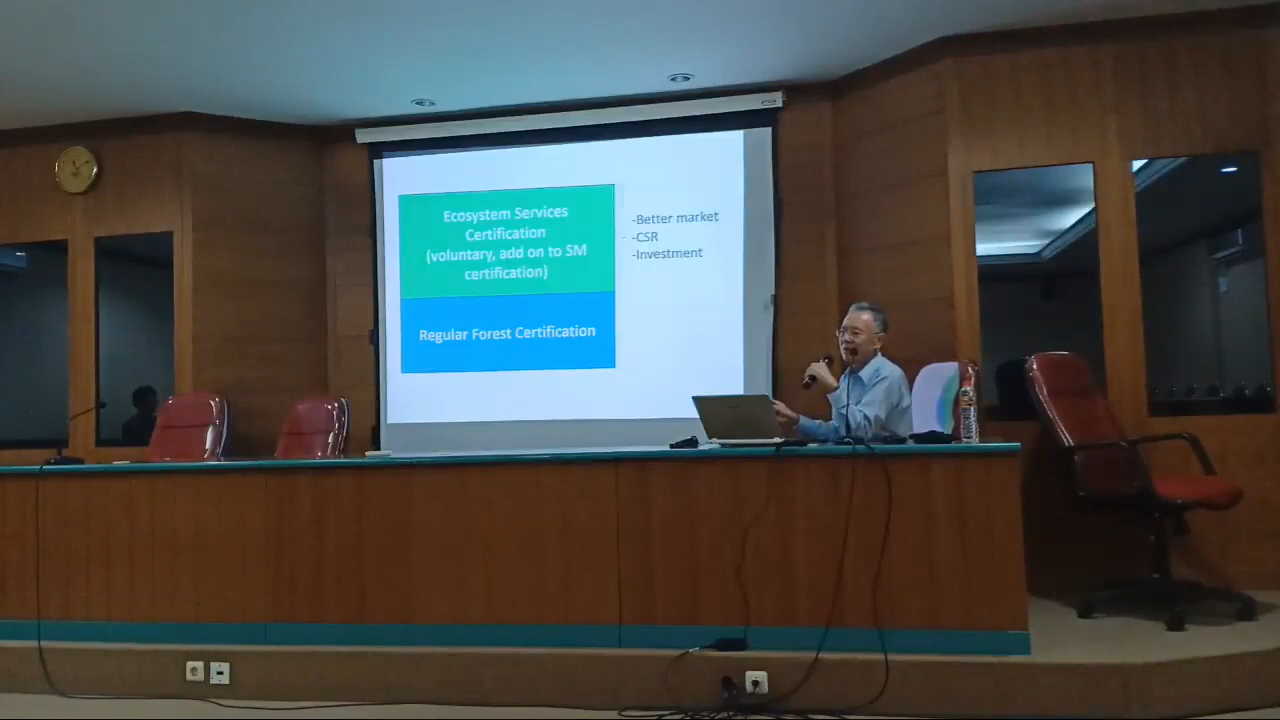 Ecosystem Services
Certification
(voluntary, add on to SM
certification)
Regular Forest Certification
-Better market
-CSR
-Investment